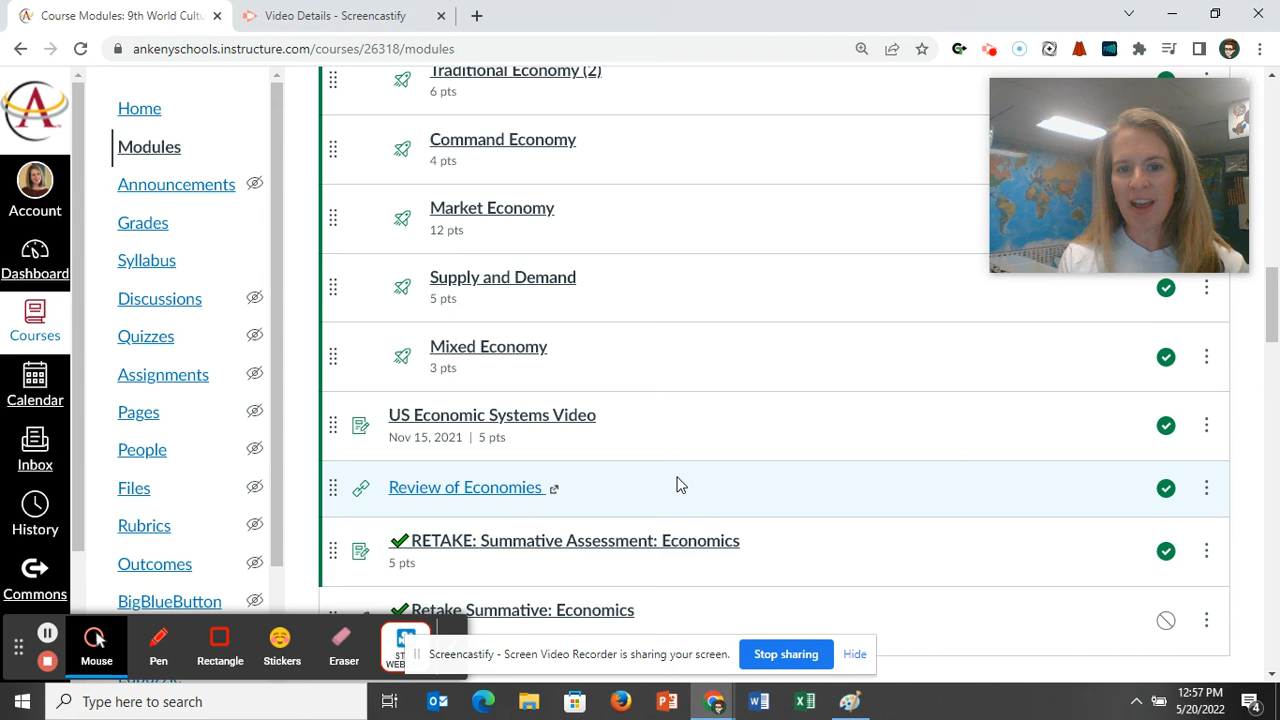 Course Modules: 9th World Cultu
Video Details - Screencastify
ankenyschools.instructure.com/courses/26318/modules
Account
Dashboard
Courses
Calendar
Inbox
History
Commons
Home
Modules
Announcements
Grades
Syllabus
Discussions
Quizzes
Assignments
Pages
People
Files
Rubrics
Outcomes
BigBlueButton
Traditional Economy (2)
6 pts
Command Economy
4 pts
Market Economy
12 pts
Supply and Demand
5 pts
Mixed Economy
3 pts
US Economic Systems Video
Nov 15, 2021 | 5 pts
Review of Economies
RETAKE: Summative Assessment: Economics
5 pts
Retake Summative: Economics
Mouse
Pen
Rectangle
Stickers
Eraser
Screencastify - Screen Video Recorder is sharing your screen.
Stop sharing
Hide
Type here to search
12:57 PM
5/20/2022
4